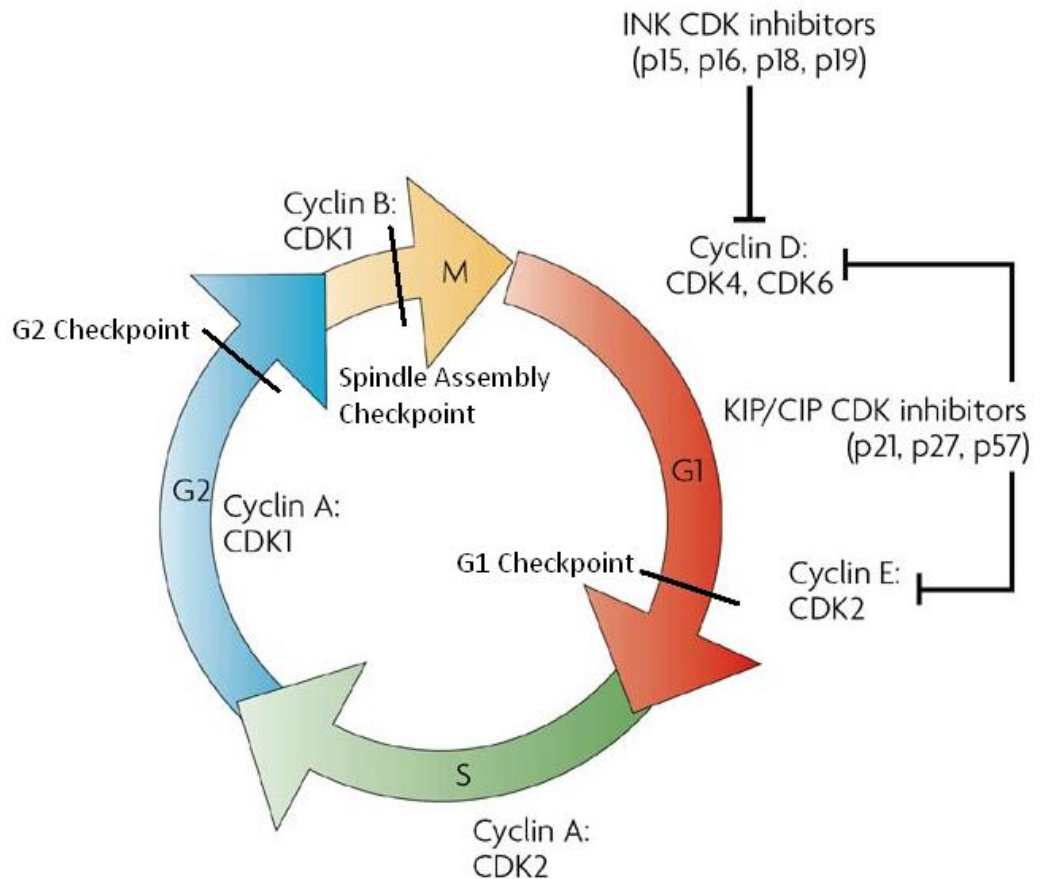 INK CDK inhibitors
(p15, p16, p18, p19)
Cyclin B:
CDK1
M
Cyclin D:
CDK4, CDK6
G2 Checkpoint
Spindle Assembly
Checkpoint
KIP/CIP CDK inhibitors
(p21, p27, p57)
G1
G2
Cyclin A:
CDK1
G1 Checkpoint
Cyclin E:
CDK2
S
Cyclin A:
CDK2